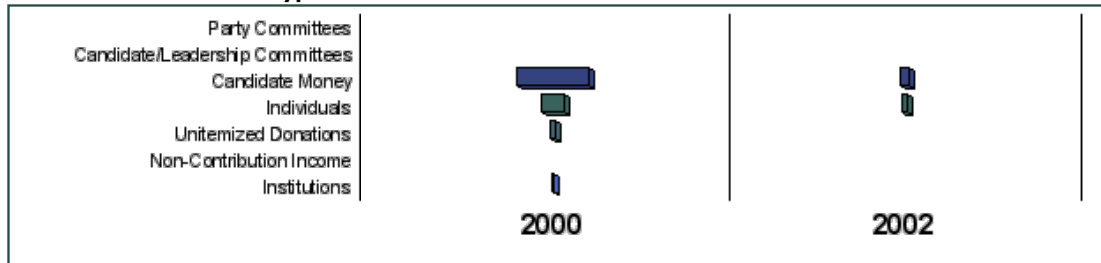 Party Committees
Candidate/Leadership Committees
Candidate Money
Individuals
Unitemized Donations
Non-Contribution Income
Institutions
2000 2002